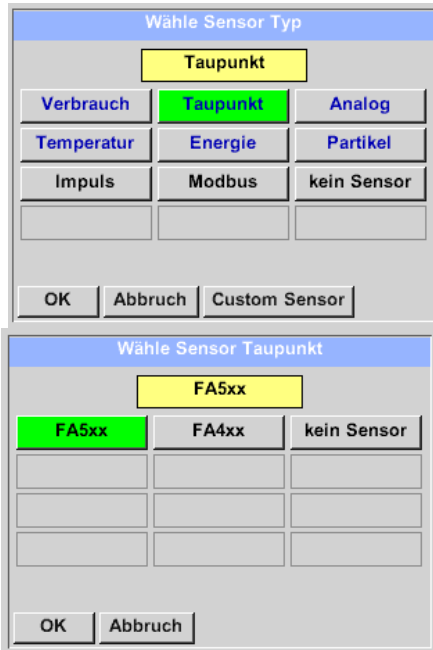 Wähle Sensor Typ
Taupunkt
Verbrauch Taupunkt Analog
Temperatur Energie Partikel
Impuls Modbus kein Sensor
OK Abbruch Custom Sensor
Wähle Sensor Taupunkt
FA5xx
FA5xx FA4xx kein Sensor
OK Abbruch